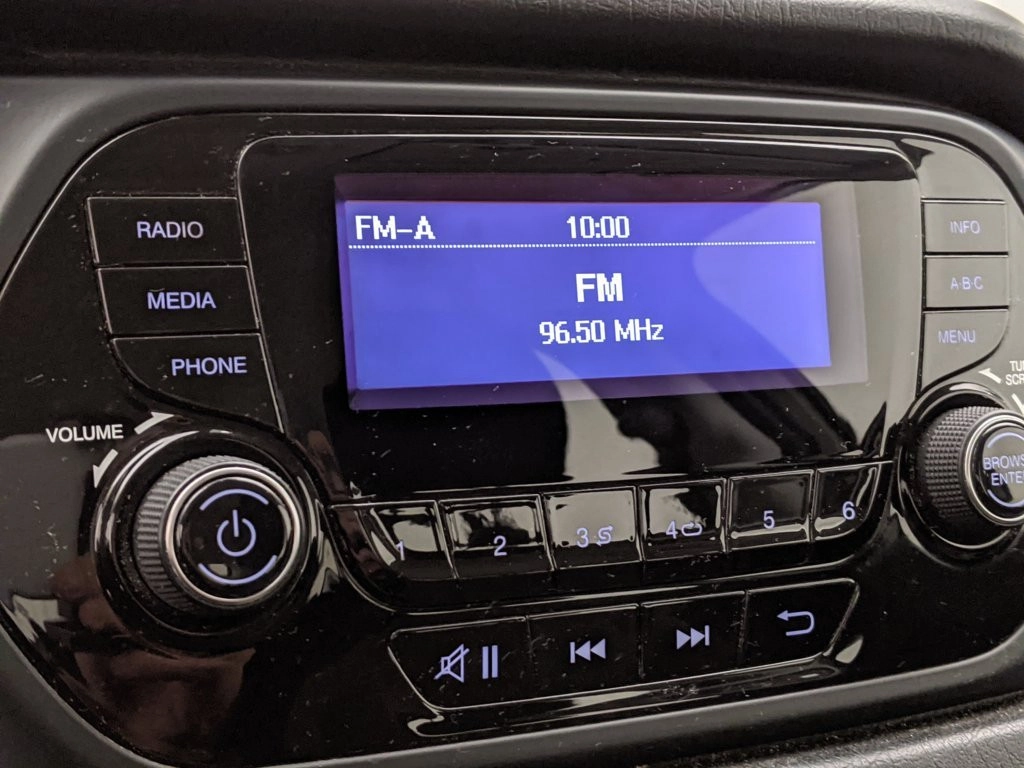 FM-A 10:00
FM
96.50 MHz
RADIO
MEDIA
PHONE
VOLUME
INFO
A·B·C
MENU
1 2 3 4 5 6
ENTER